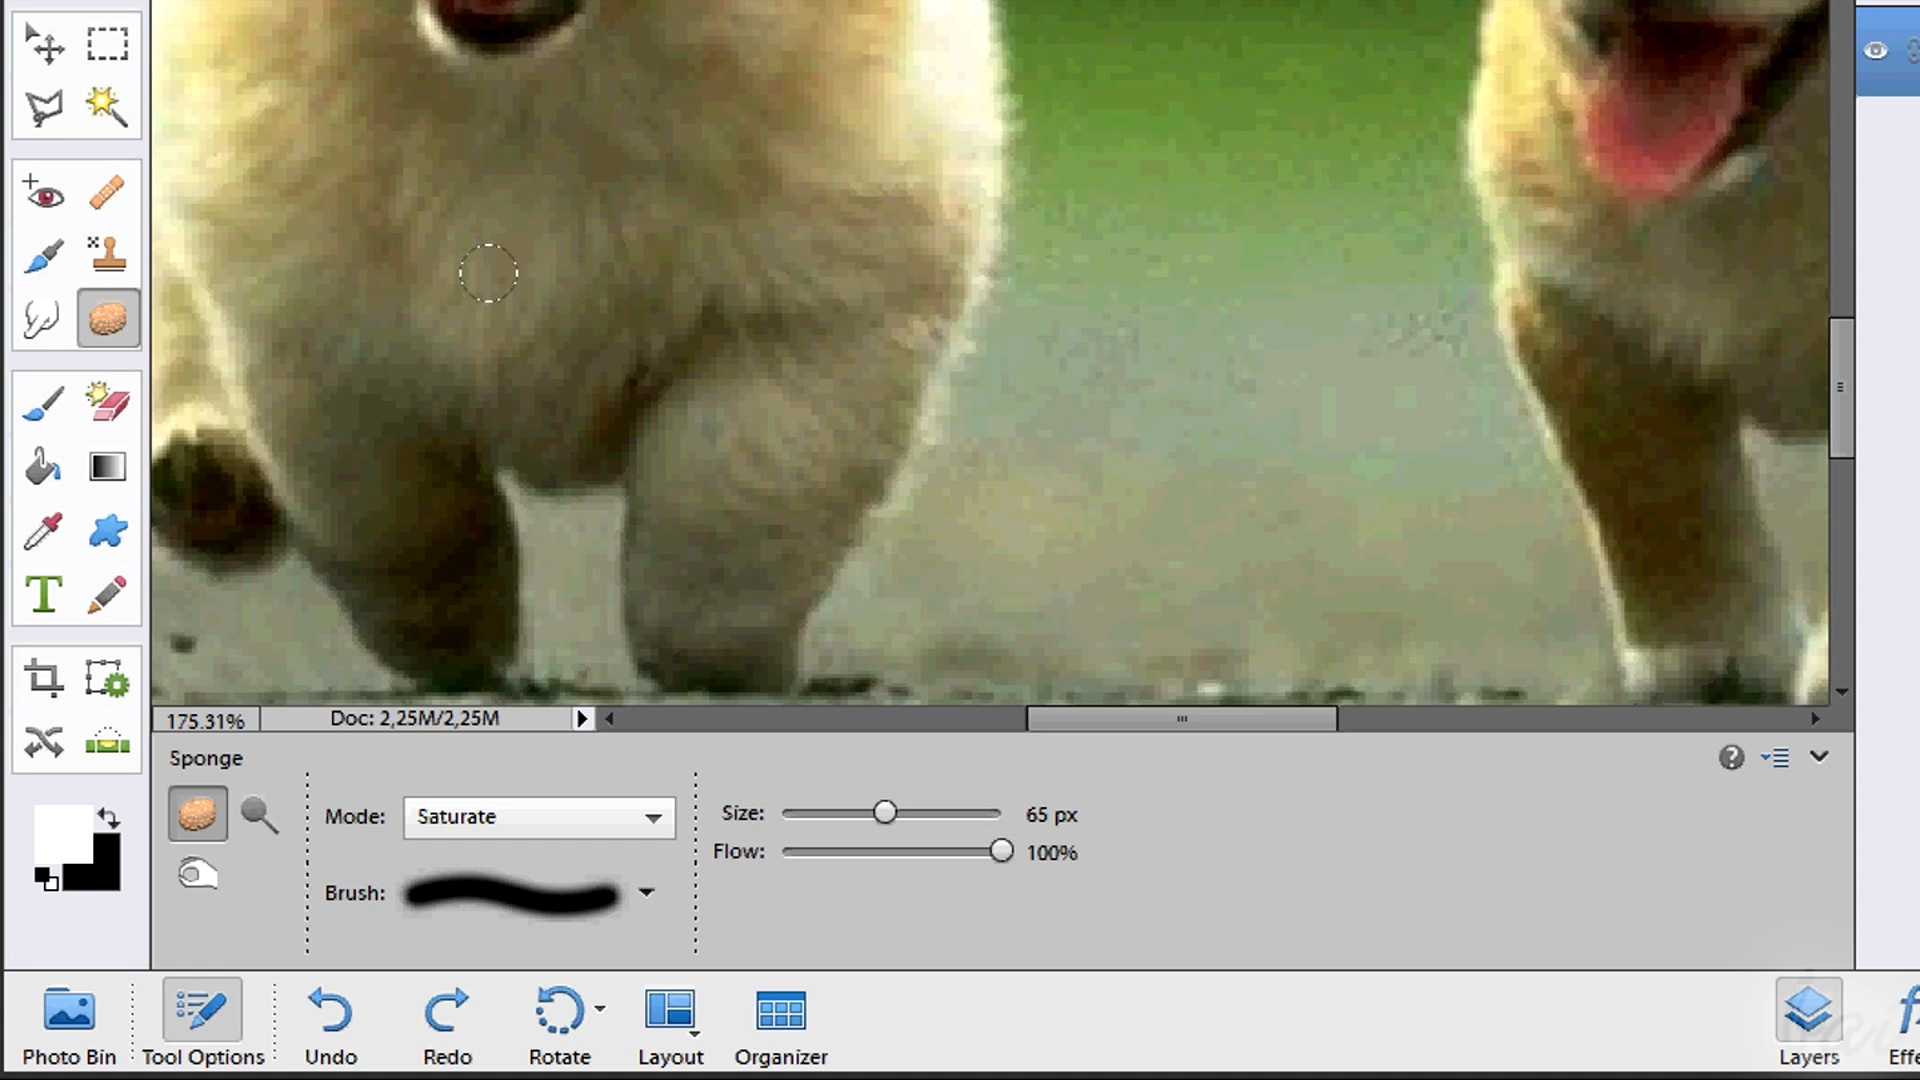 175.31%
Doc: 2,25M/2,25M
Sponge
Mode:
Saturate
Size:
65 px
Flow:
100%
Brush:
T
Photo Bin
Tool Options
Undo
Redo
Rotate
Layout
Organizer
Layers
Effe